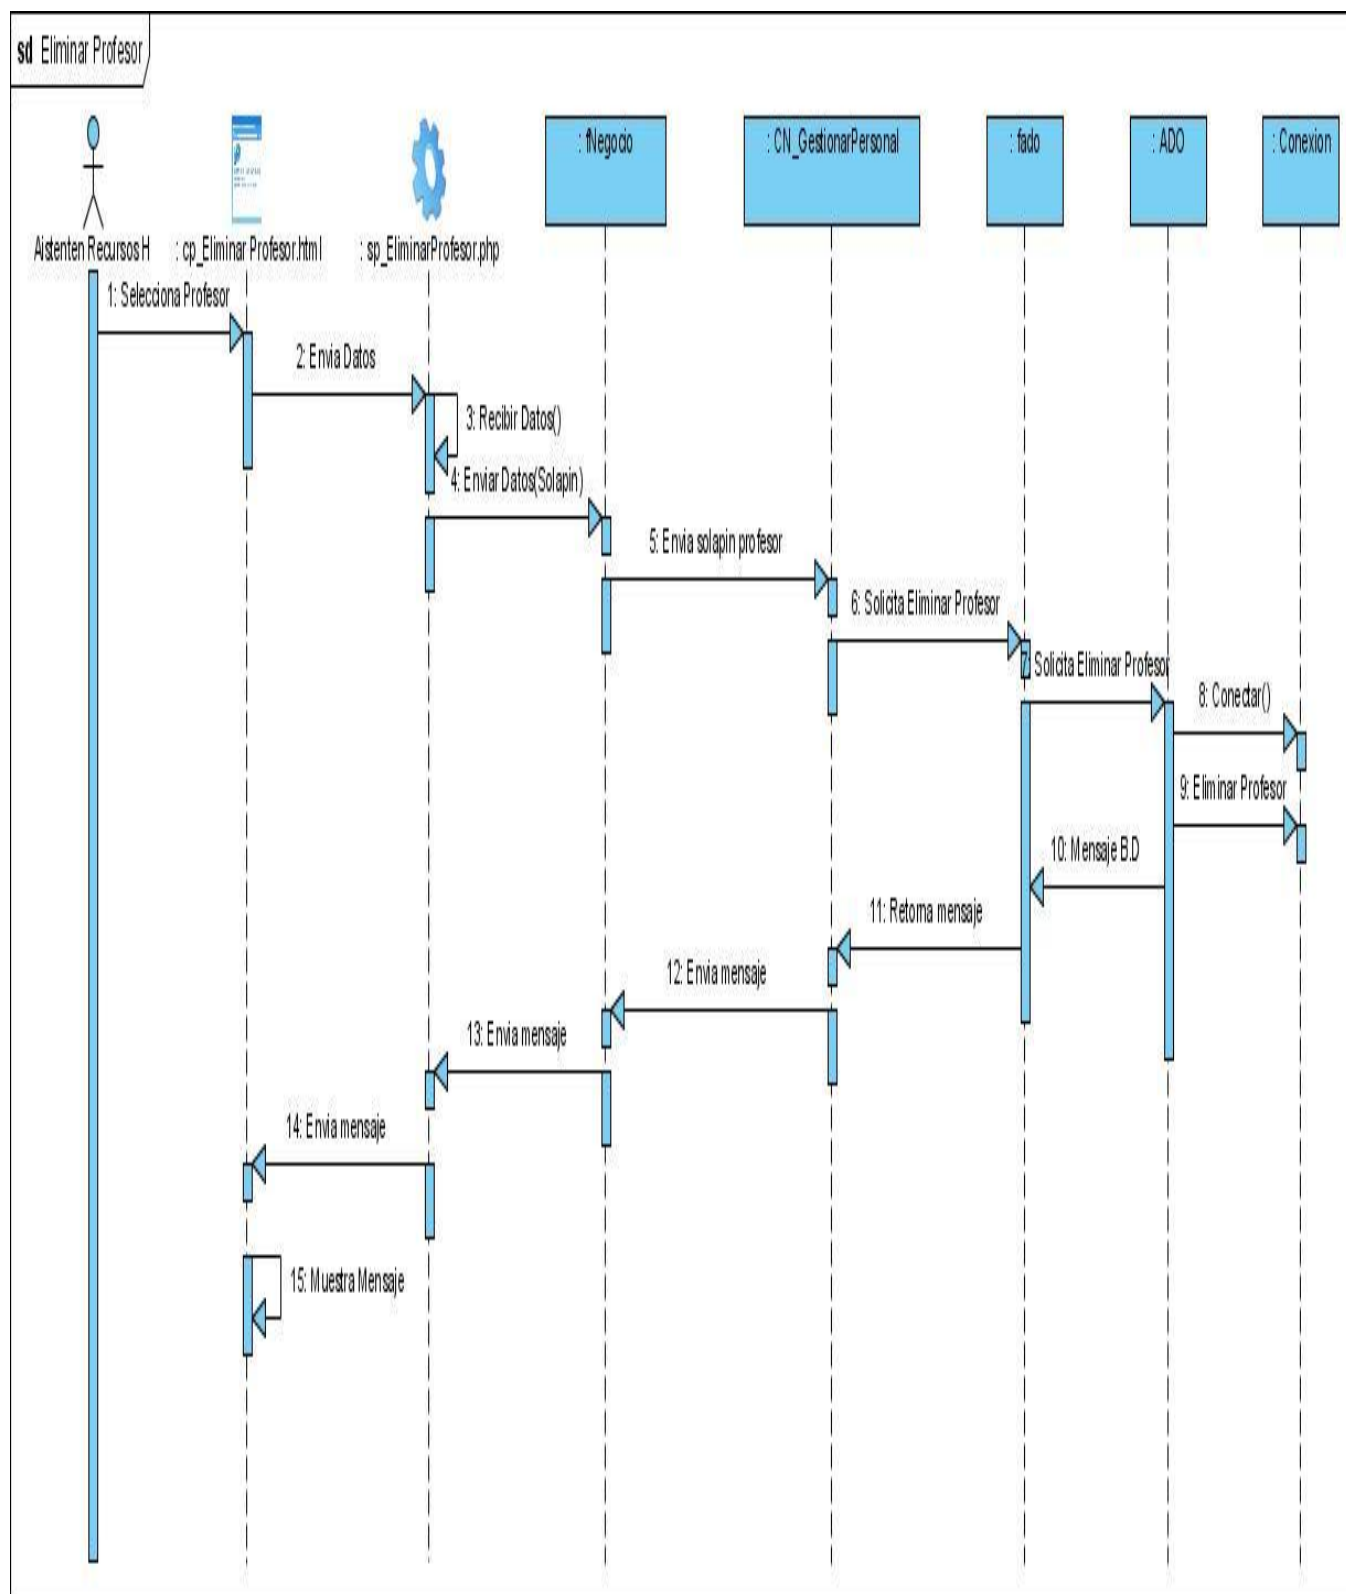 sd Eliminar Profesor
: fNegocio
: CN_GestionarPersonal
: fado
: ADO
: Conexion
Aistenten Recursos H
: cp_Eliminar Profesor.html
: sp_EliminarProfesor.php
1: Selecciona Profesor
2: Envia Datos
3: Recibir Datos()
4: Enviar Datos(Solapin)
5: Envia solapin profesor
6: Solicita Eliminar Profesor
7: Solicita Eliminar Profesor
8: Conectar()
9: Eliminar Profesor
10: Mensaje B.D
11: Retorna mensaje
12: Envia mensaje
13: Envia mensaje
14: Envia mensaje
15: Muestra Mensaje